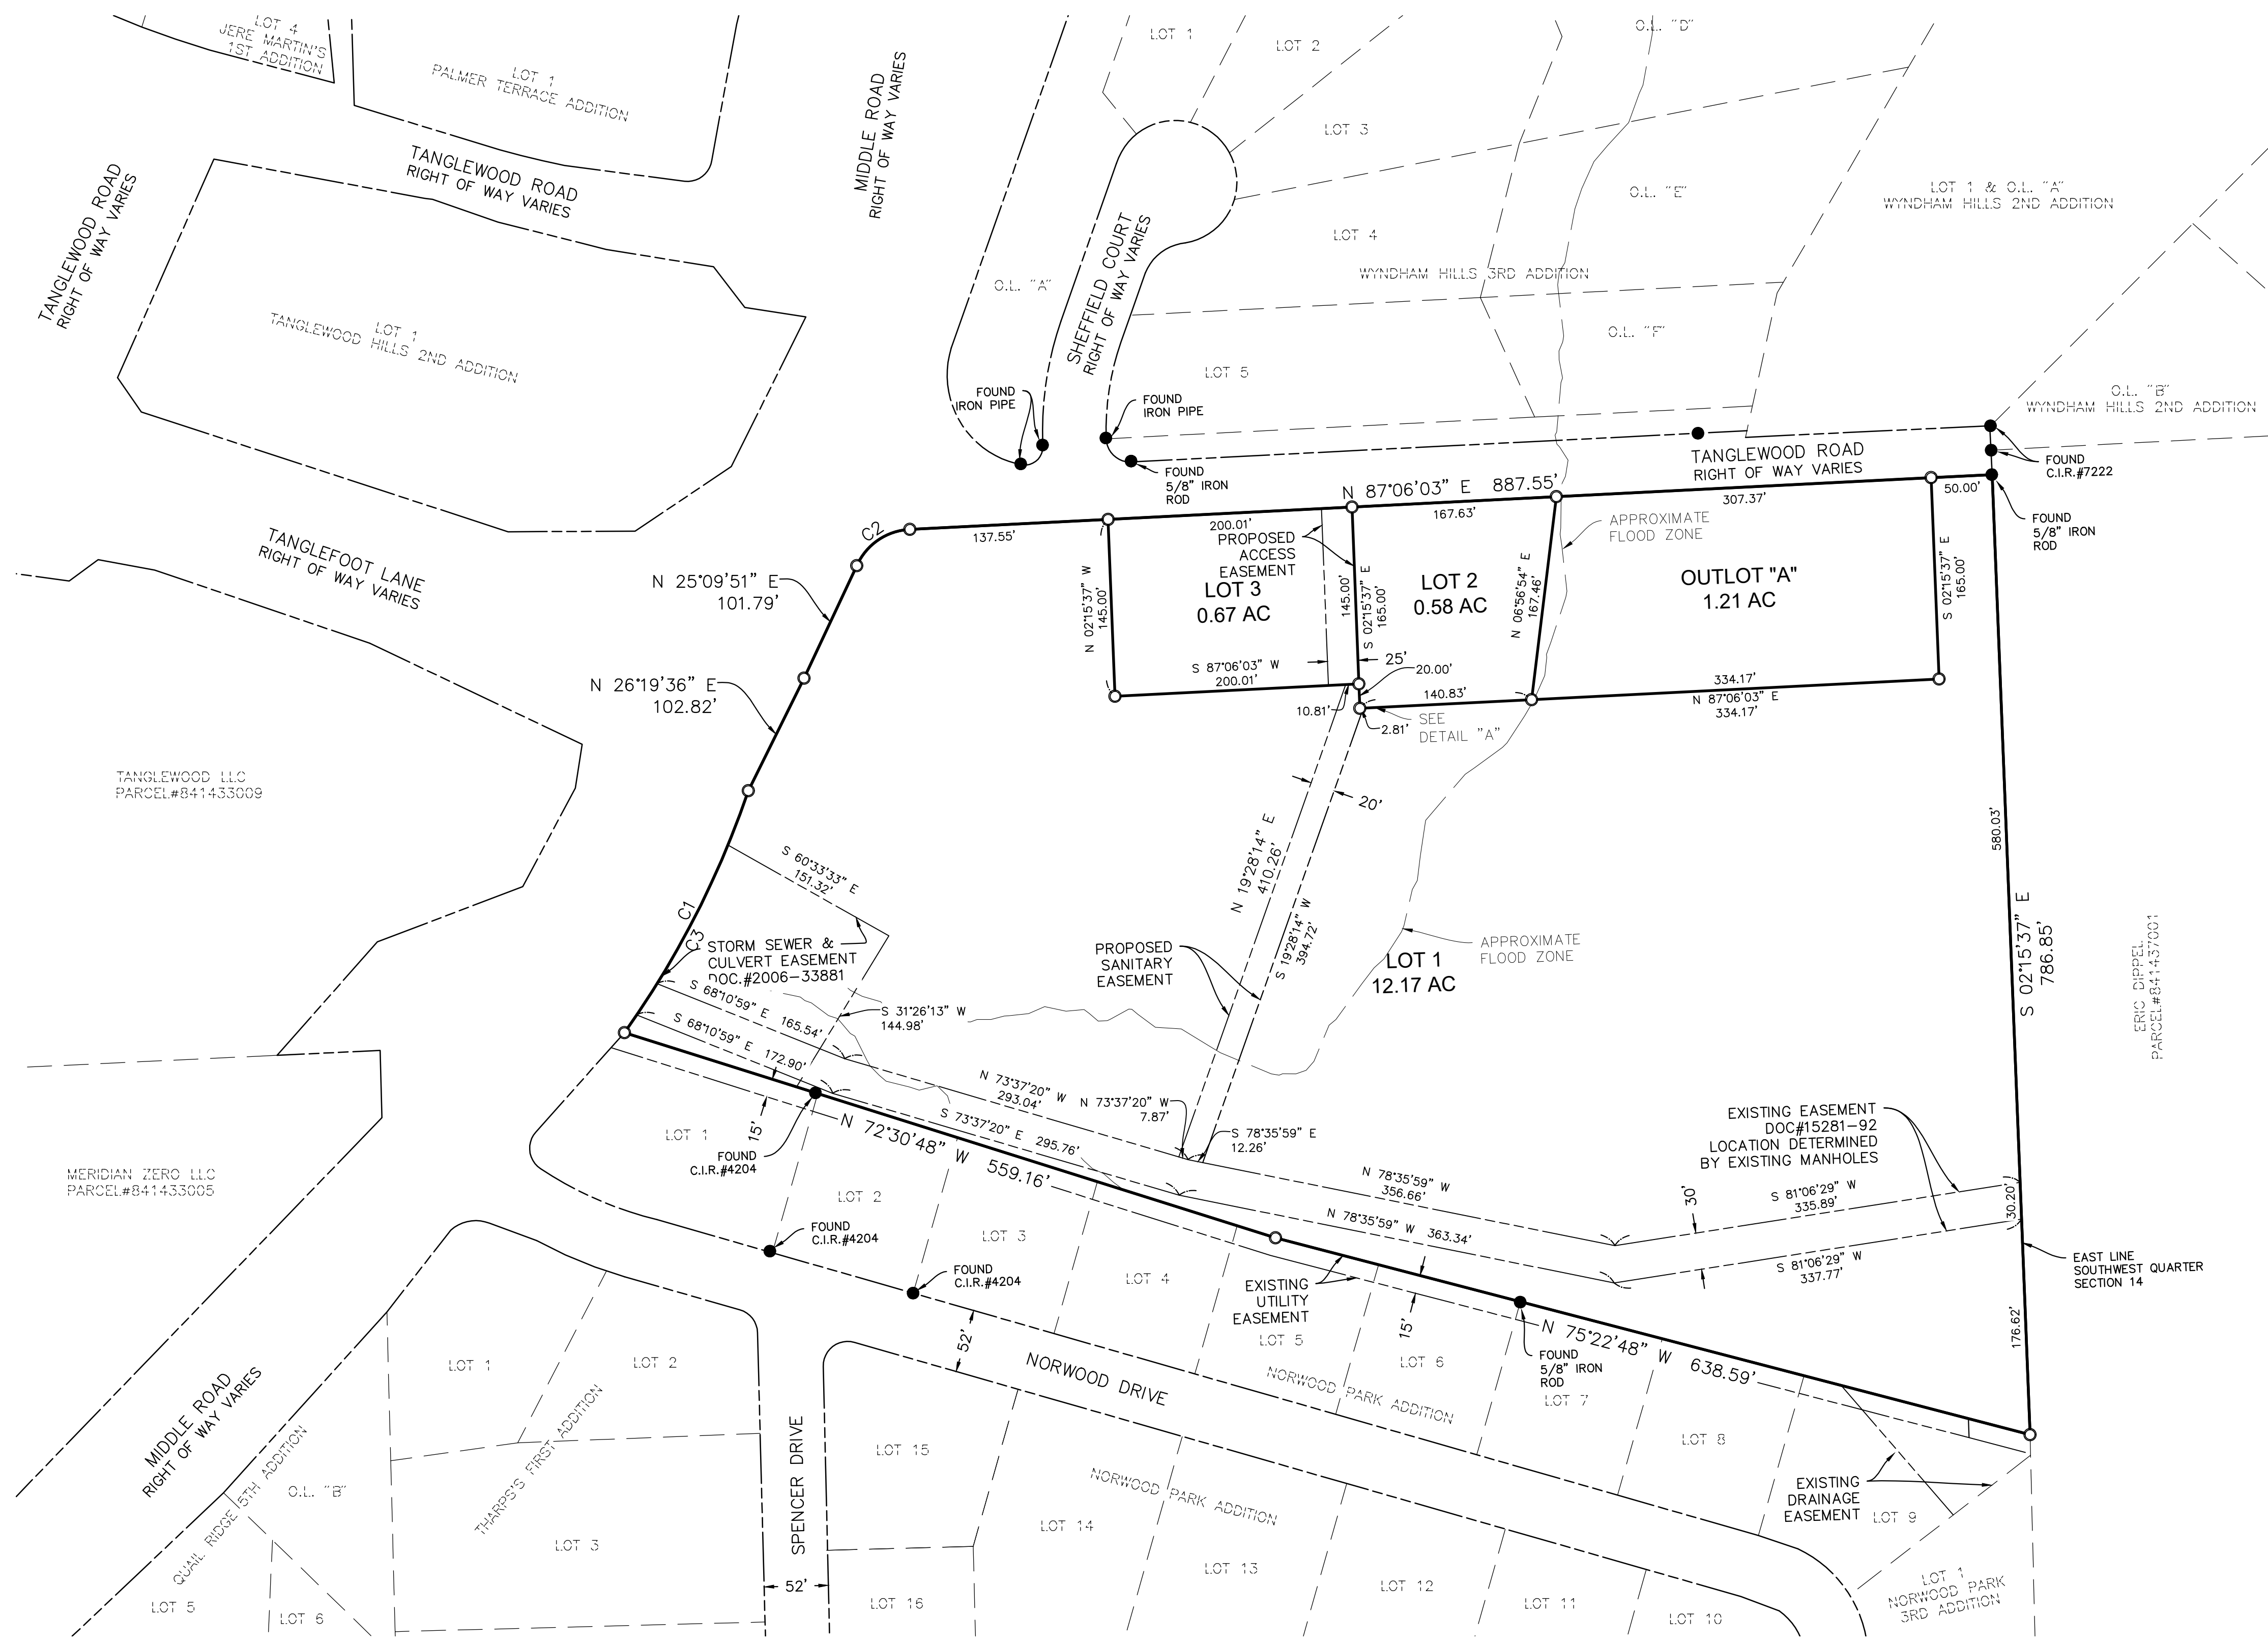 LOT 4
JERE MARTIN'S
1ST ADDITION
LOT 1
PALMER TERRACE ADDITION
TANGLEWOOD ROAD
RIGHT OF WAY VARIES
TANGLEWOOD ROAD
RIGHT OF WAY VARIES
MIDDLE ROAD
RIGHT OF WAY VARIES
LOT 1
LOT 2
O.L. "D"
LOT 3
O.L. "E"
LOT 1 & O.L. "A"
WYNDHAM HILLS 2ND ADDITION
LOT 4
WYNDHAM HILLS 3RD ADDITION
SHEFFIELD COURT
RIGHT OF WAY VARIES
O.L. "A"
O.L. "F"
LOT 5
O.L. "B"
WYNDHAM HILLS 2ND ADDITION
LOT 1
TANGLEWOOD HILLS 2ND ADDITION
FOUND
IRON PIPE
FOUND
IRON PIPE
FOUND
5/8" IRON
ROD
TANGLEWOOD ROAD
RIGHT OF WAY VARIES
FOUND
C.I.R.#7222
FOUND
5/8" IRON
ROD
N 87°06'03" E 887.55'
137.55'
200.01'
167.63'
307.37'
50.00'
C2
PROPOSED
ACCESS
EASEMENT
APPROXIMATE
FLOOD ZONE
TANGLEFOOT LANE
RIGHT OF WAY VARIES
N 25°09'51" E
101.79'
N 02°15'37" W
145.00'
LOT 3
0.67 AC
145.00'
S 02°15'37" E
165.00'
LOT 2
0.58 AC
N 06°56'54" E
167.46'
OUTLOT "A"
1.21 AC
S 02°15'37" E
165.00'
S 87°06'03" W
200.01'
25'
20.00'
140.83'
334.17'
N 87°06'03" E
334.17'
N 26°19'36" E
102.82'
10.81'
2.81'
SEE
DETAIL "A"
TANGLEWOOD LLC
PARCEL#841433009
20'
N 19°28'14" E
410.26'
S 19°28'14" W
394.72'
580.03'
S 02°15'37" E
786.85'
S 60°33'33" E
151.32'
C1
C3
STORM SEWER &
CULVERT EASEMENT
DOC.#2006-33881
PROPOSED
SANITARY
EASEMENT
APPROXIMATE
FLOOD ZONE
LOT 1
12.17 AC
ERIC DIPPEL
PARCEL#841437001
S 68°10'59" E 165.54'
S 31°26'13" W
144.98'
S 68°10'59" E 172.90'
N 73°37'20" W
293.04'
N 73°37'20" W
7.87'
S 78°35'59" E
12.26'
S 73°37'20" E 295.76'
N 72°30'48" W 559.16'
15'
LOT 1
FOUND
C.I.R.#4204
EXISTING EASEMENT
DOC#15281-92
LOCATION DETERMINED
BY EXISTING MANHOLES
N 78°35'59" W
356.66'
30'
S 81°06'29" W
335.89'
30.20'
N 78°35'59" W 363.34'
S 81°06'29" W
337.77'
EAST LINE
SOUTHWEST QUARTER
SECTION 14
MERIDIAN ZERO LLC
PARCEL#841433005
LOT 2
FOUND
C.I.R.#4204
LOT 3
FOUND
C.I.R.#4204
LOT 4
EXISTING
UTILITY
EASEMENT
LOT 5
15'
LOT 6
N 75°22'48" W 638.59'
FOUND
5/8" IRON
ROD
LOT 7
176.62'
52'
NORWOOD DRIVE
NORWOOD PARK ADDITION
LOT 1
LOT 2
MIDDLE ROAD
RIGHT OF WAY VARIES
QUAIL RIDGE 5TH ADDITION
O.L. "B"
THARPS'S FIRST ADDITION
LOT 3
SPENCER DRIVE
52'
LOT 15
NORWOOD PARK ADDITION
LOT 14
LOT 13
LOT 8
EXISTING
DRAINAGE
EASEMENT
LOT 9
LOT 5
LOT 6
LOT 16
LOT 12
LOT 11
LOT 10
LOT 1
NORWOOD PARK
3RD ADDITION